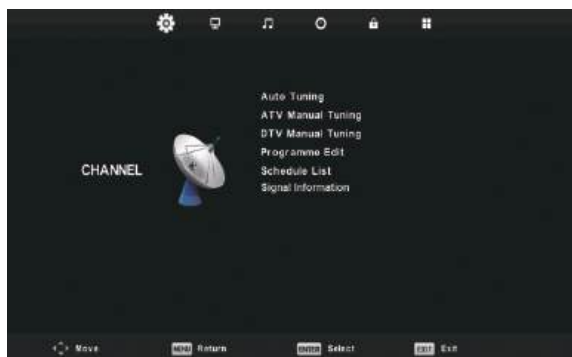 Auto Tuning
ATV Manual Tuning
DTV Manual Tuning
Programme Edit
CHANNEL
Schedule List
Signal Information
Move
MENU Return
ENTER Select
EXIT Exit